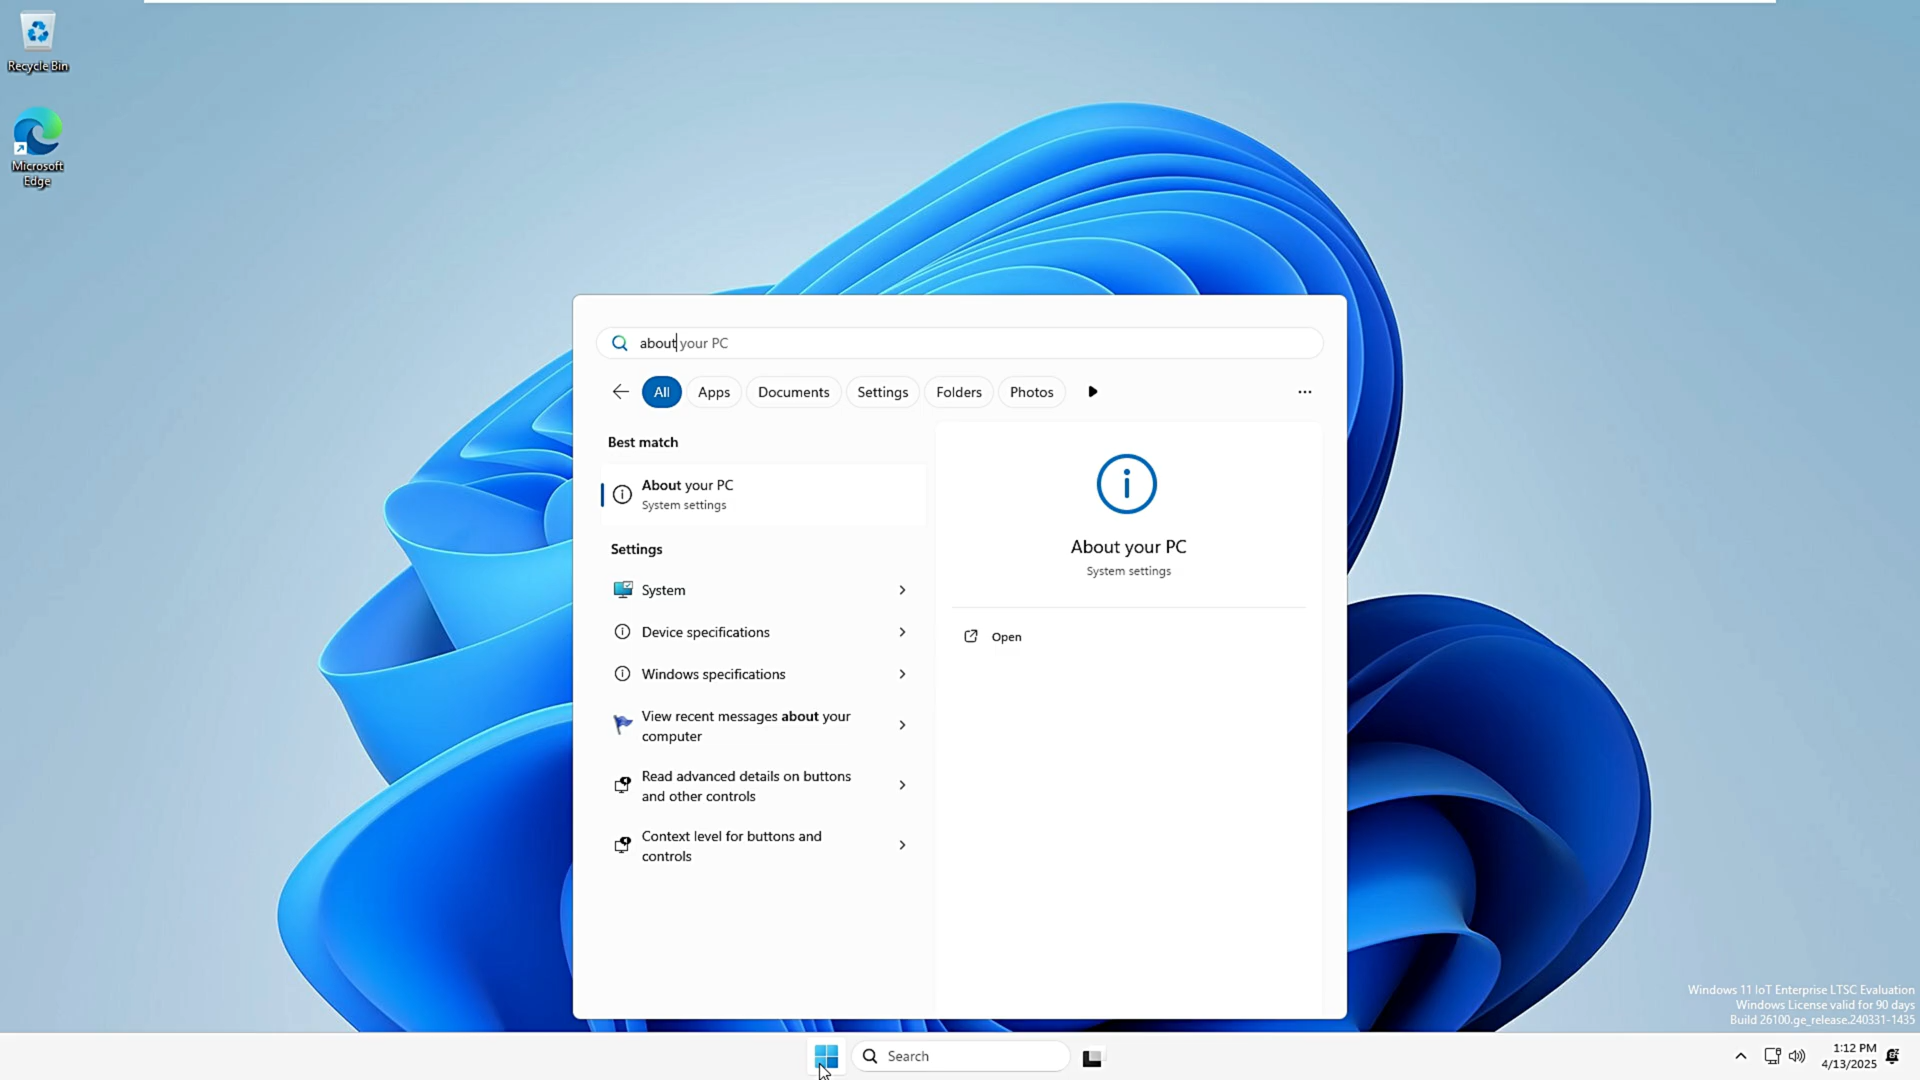 Recycle Bin
Microsoft
Edge
about your PC
All
Apps
Documents
Settings
Folders
Photos
Best match
About your PC
System settings
Settings
System
Device specifications
Windows specifications
View recent messages about your
computer
Read advanced details on buttons
and other controls
Context level for buttons and
controls
About your PC
System settings
Open
Windows 11 IoT Enterprise LTSC Evaluation
Windows License valid for 90 days
Build 26100.ge_release.240331-1435
Search
1:12 PM
4/13/2025